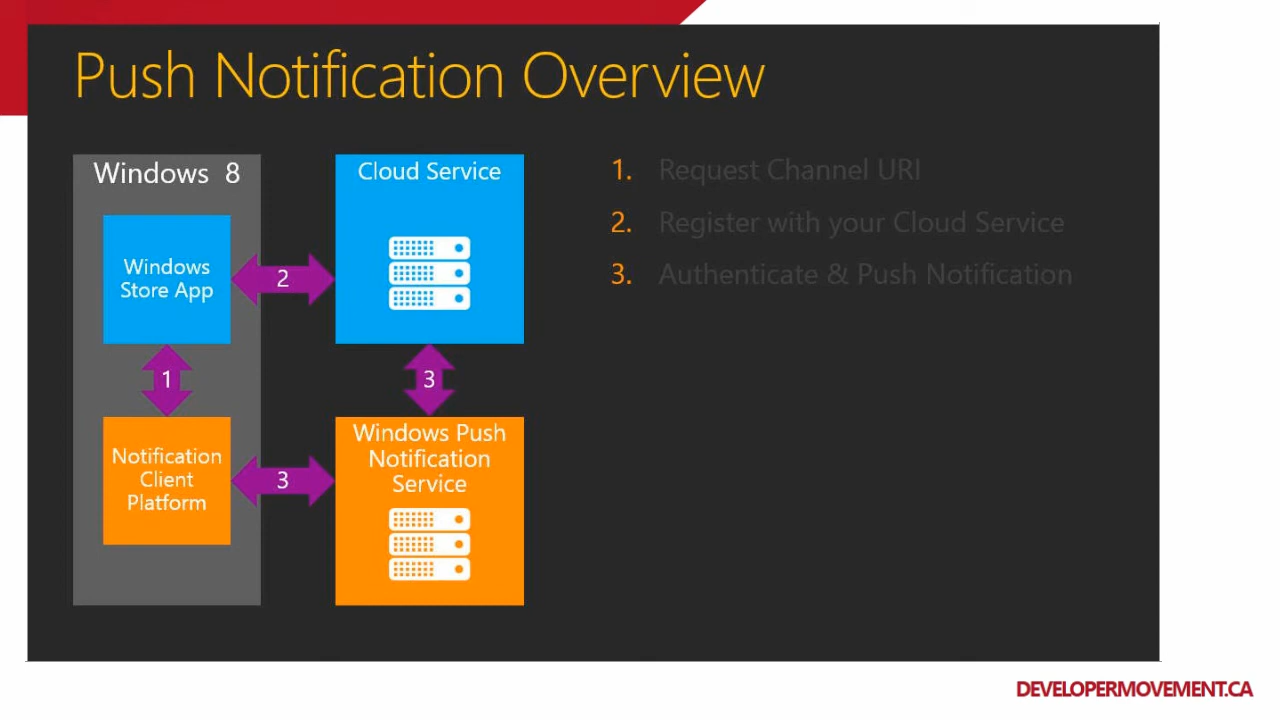 Push Notification Overview
Windows 8
Windows
Store App
1
Notification
Client
Platform
2
3
Cloud Service
3
Windows Push
Notification
Service
1. Request Channel URI
2. Register with your Cloud Service
3. Authenticate & Push Notification
DEVELOPERMOVEMENT.CA